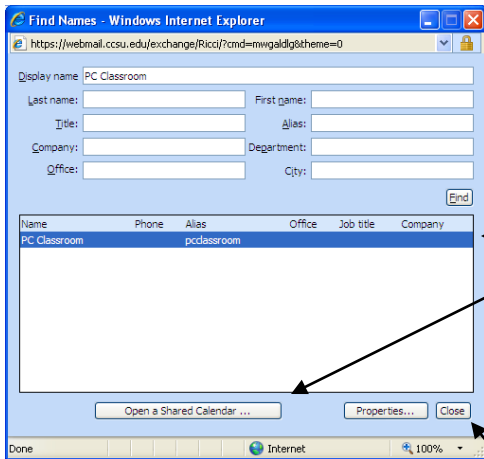 Find Names - Windows Internet Explorer
https://webmail.ccsu.edu/exchange/Ricci/?cmd=mwgaldlg&theme=0
Display name PC Classroom
Last name: First name:
Title: Alias:
Company: Department:
Office: City:
Find
Name Phone Alias Office Job title Company
PC Classroom pcclassroom
Open a Shared Calendar ... Properties... Close
Done Internet 100%